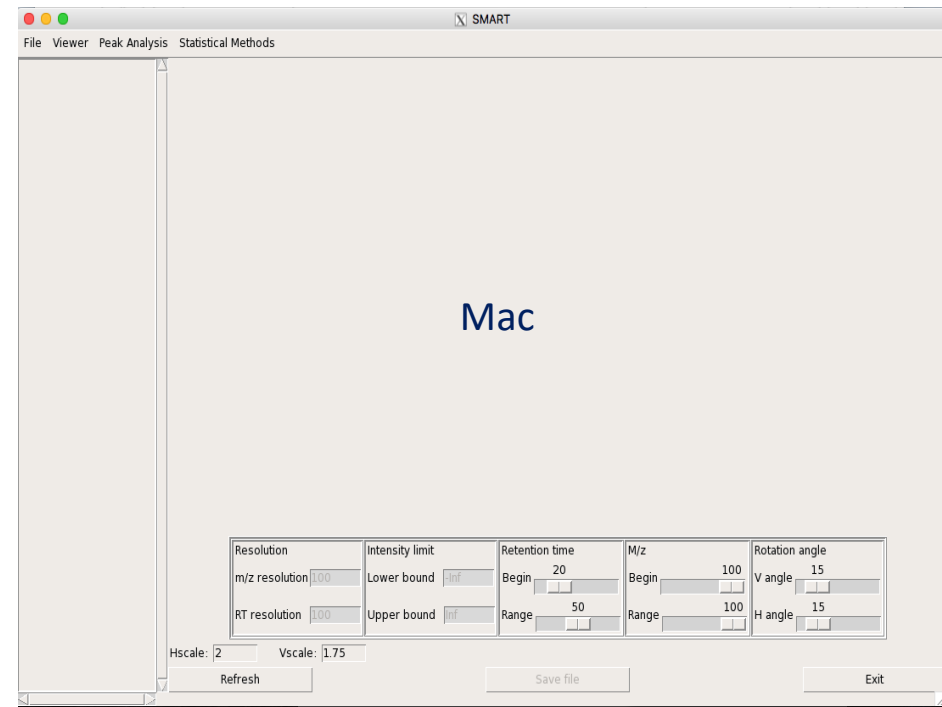 SMART
File Viewer Peak Analysis Statistical Methods
Mac
Resolution Intensity limit Retention time M/z Rotation angle
20 100 15
m/z resolution 100 Lower bound -Inf Begin Begin V angle
50 100 15
RT resolution 100 Upper bound Inf Range Range H angle
Hscale: 2 Vscale: 1.75
Refresh Save file Exit